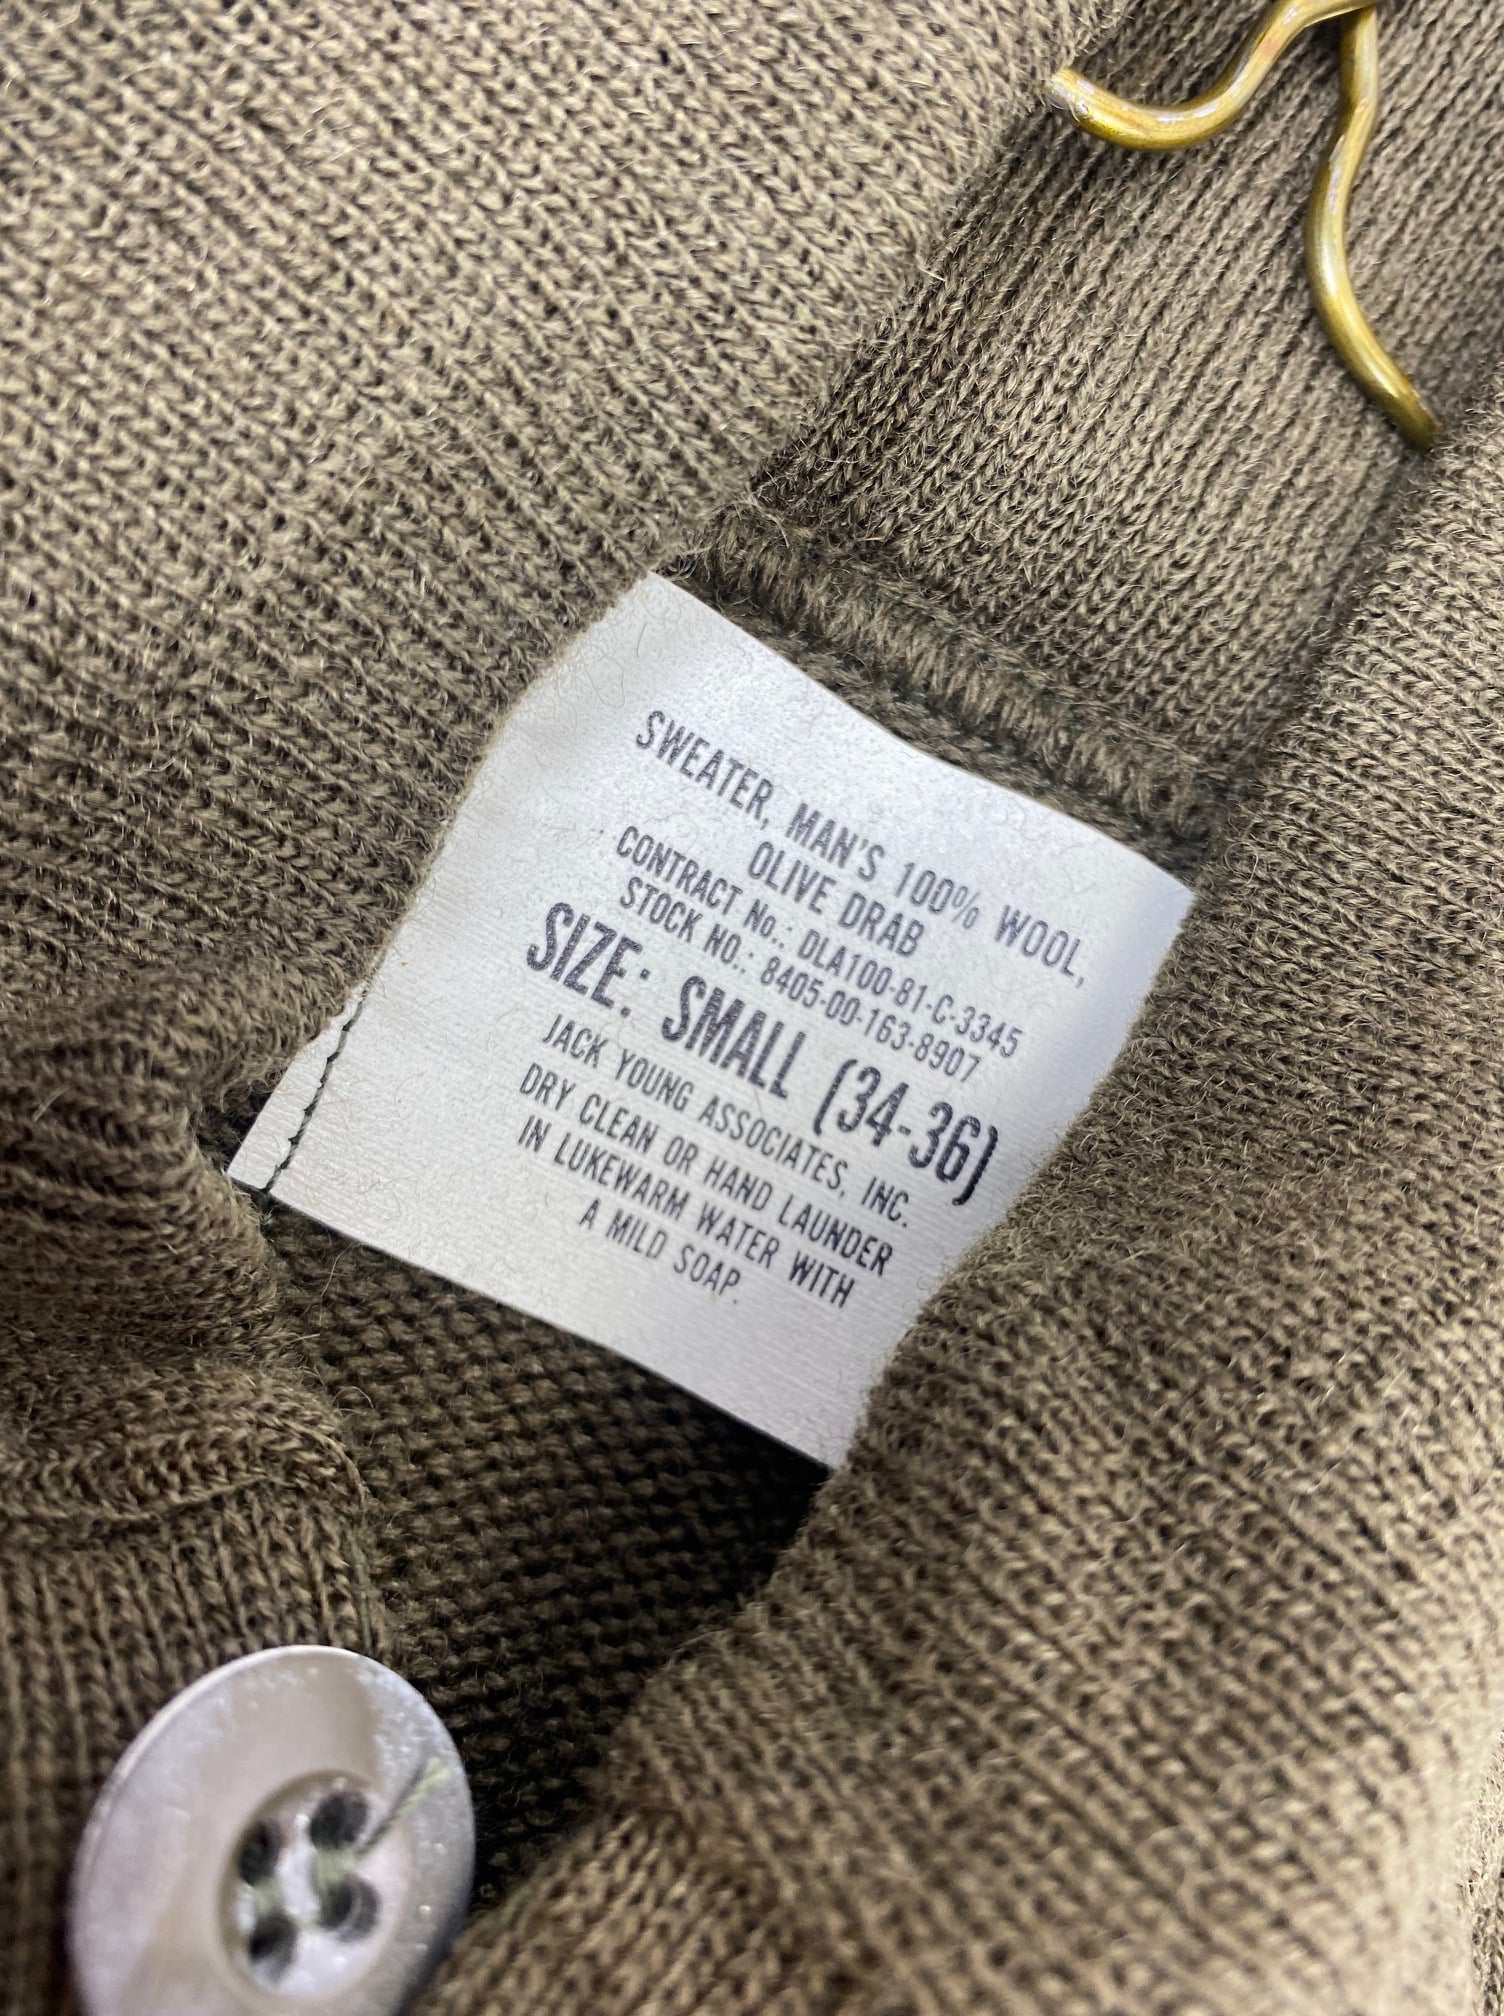 SWEATER, MAN'S 100% WOOL,
OLIVE DRAB
CONTRACT No.: DLA100-81-C-3345
STOCK NO.: 8405-00-163-8907
SIZE: SMALL (34-36)
JACK YOUNG ASSOCIATES, INC.
DRY CLEAN OR HAND LAUNDER
IN LUKEWARM WATER WITH
A MILD SOAP.